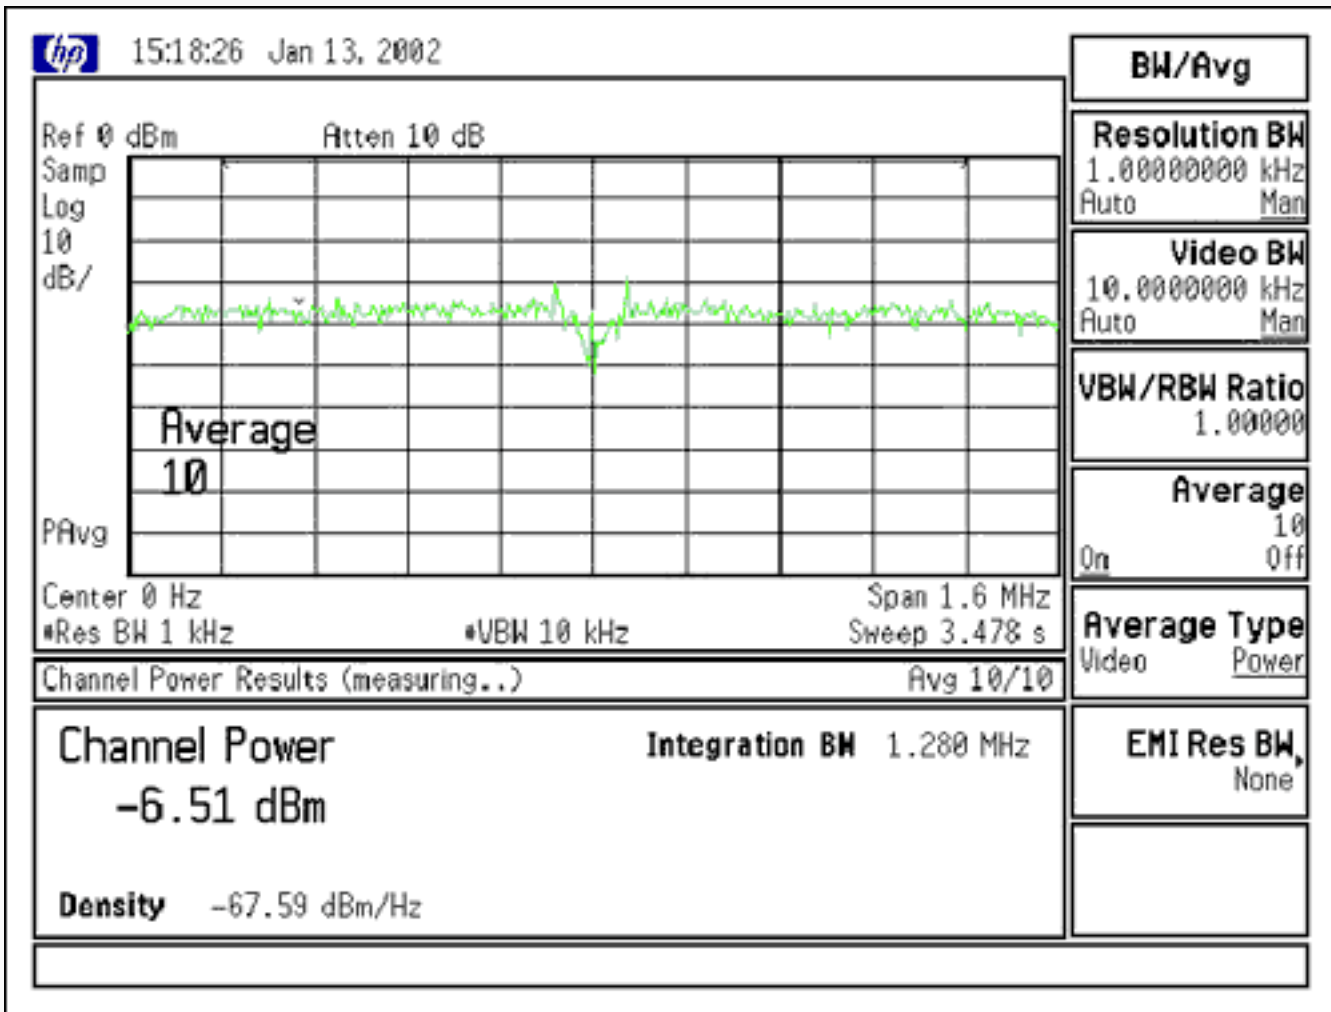 hp 15:18:26 Jan 13, 2002
Ref 0 dBm Atten 10 dB
Samp
Log
10
dB/
Average
10
PAvg
Center 0 Hz Span 1.6 MHz
#Res BW 1 kHz #VBW 10 kHz Sweep 3.478 s
Channel Power Results (measuring..) Avg 10/10
Channel Power
-6.51 dBm
Integration BW 1.280 MHz
Density -67.59 dBm/Hz
BW/Avg
Resolution BW
1.00000000 kHz
Auto Man
Video BW
10.0000000 kHz
Auto Man
VBW/RBW Ratio
1.00000
Average
10
On Off
Average Type
Video Power
EMI Res BW
None